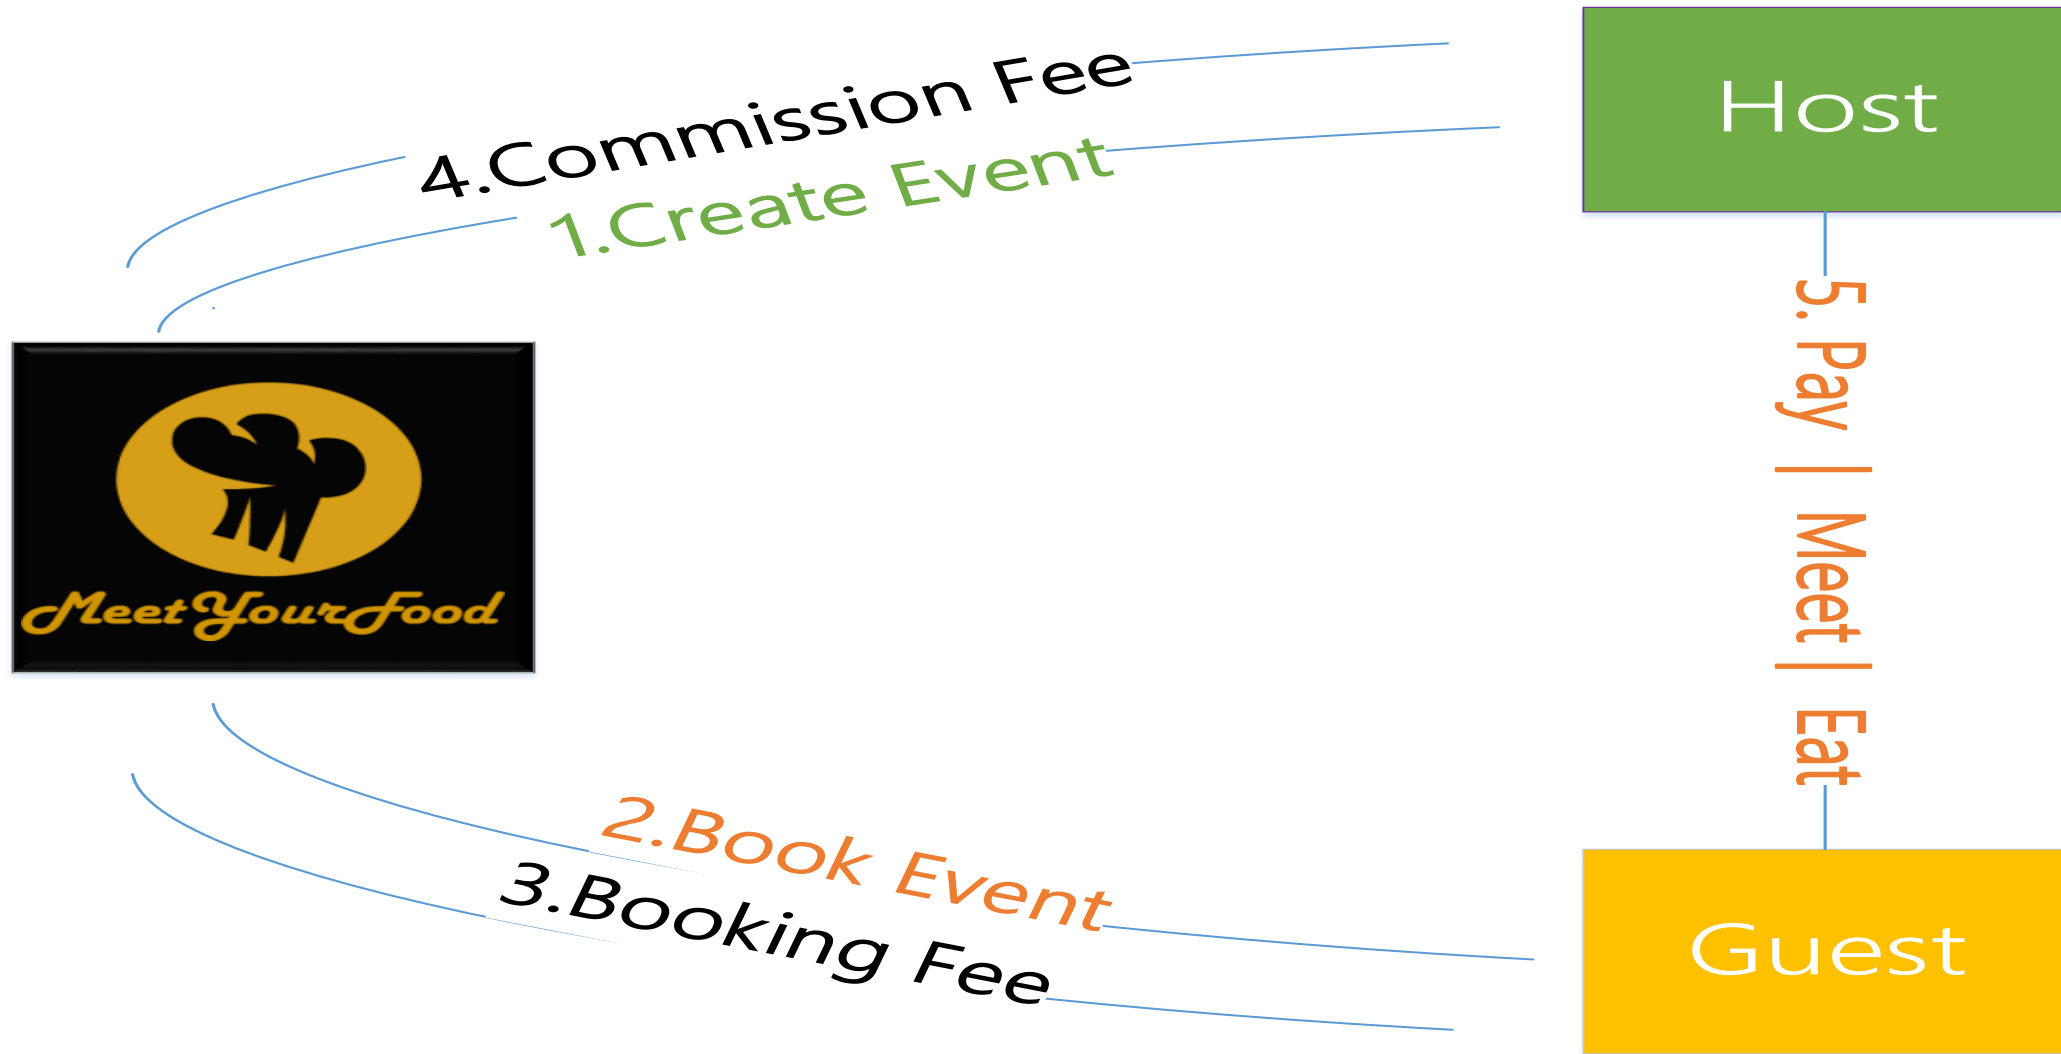 4.Commission Fee
1.Create Event
Host
5. Pay | Meet | Eat
MeetYourFood
2.Book Event
3.Booking Fee
Guest